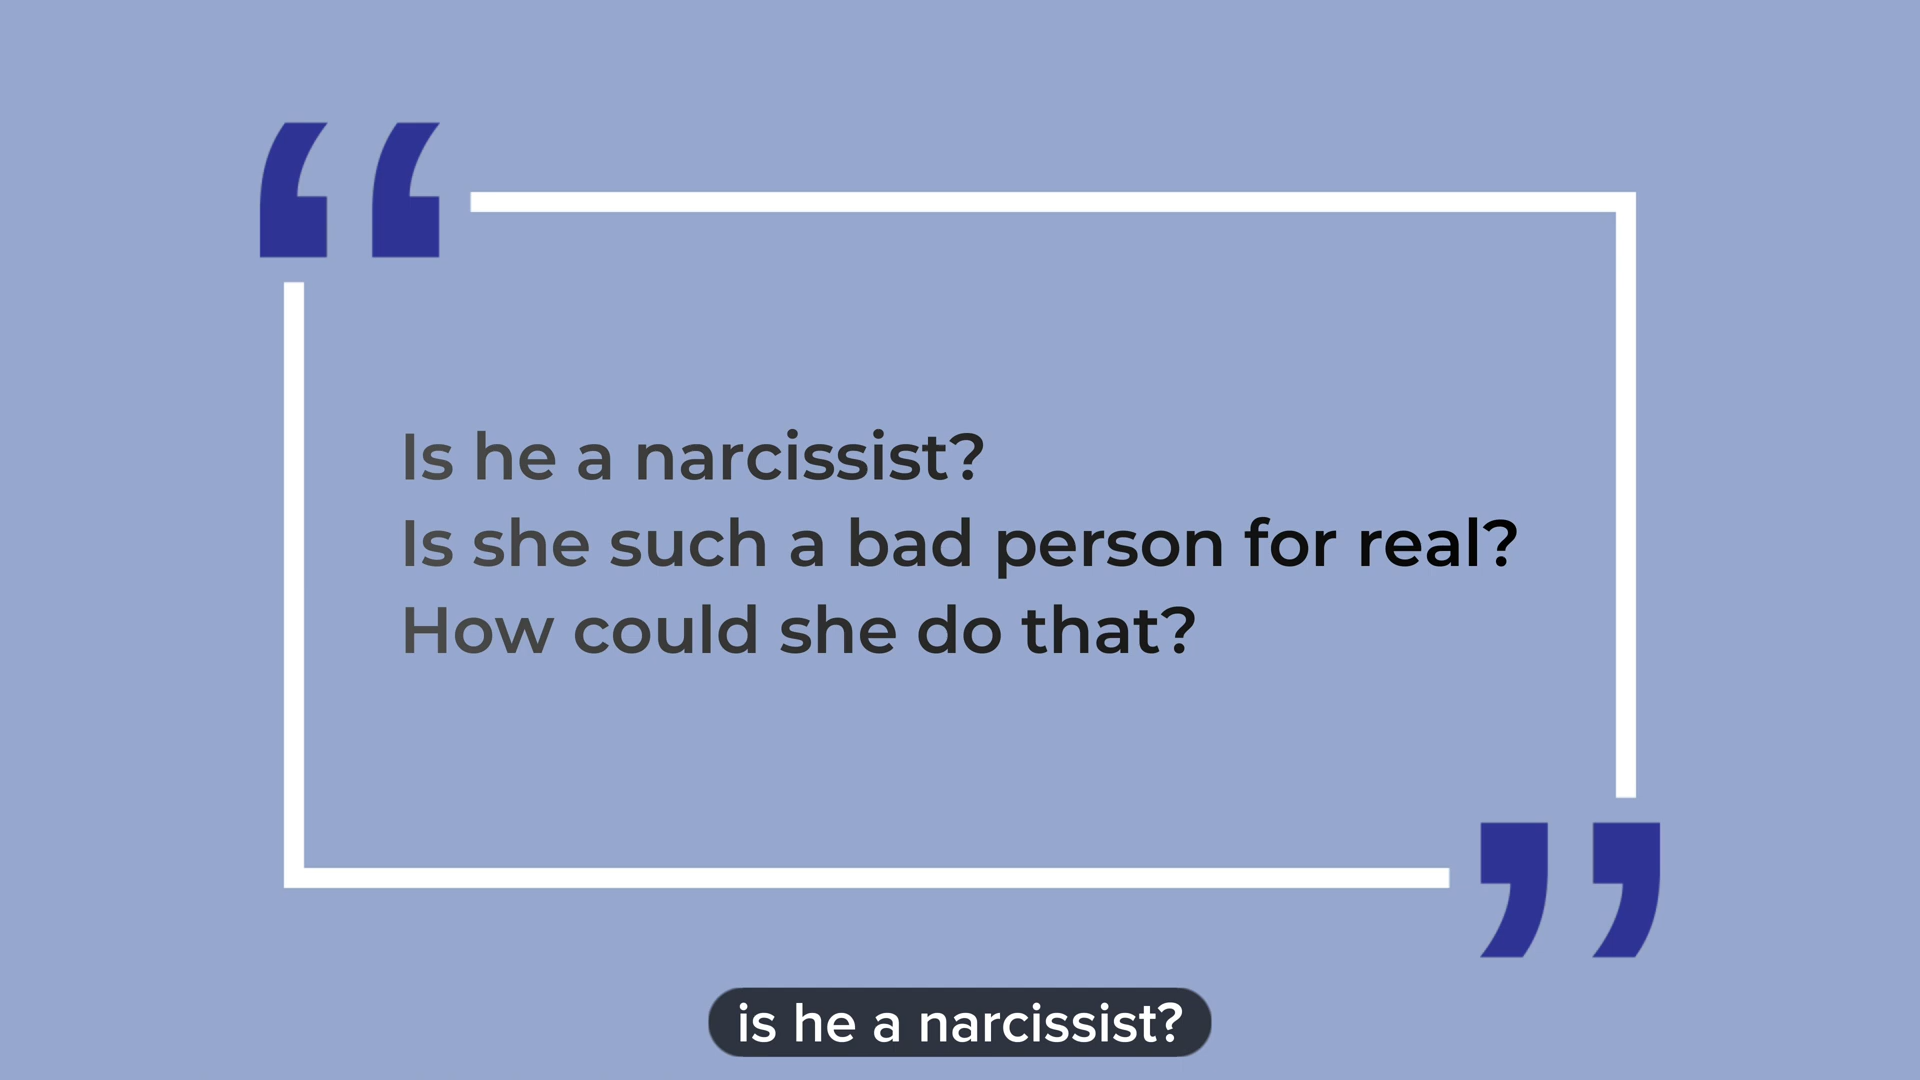 Is he a narcissist?
Is she such a bad person for real?
How could she do that?
is he a narcissist?